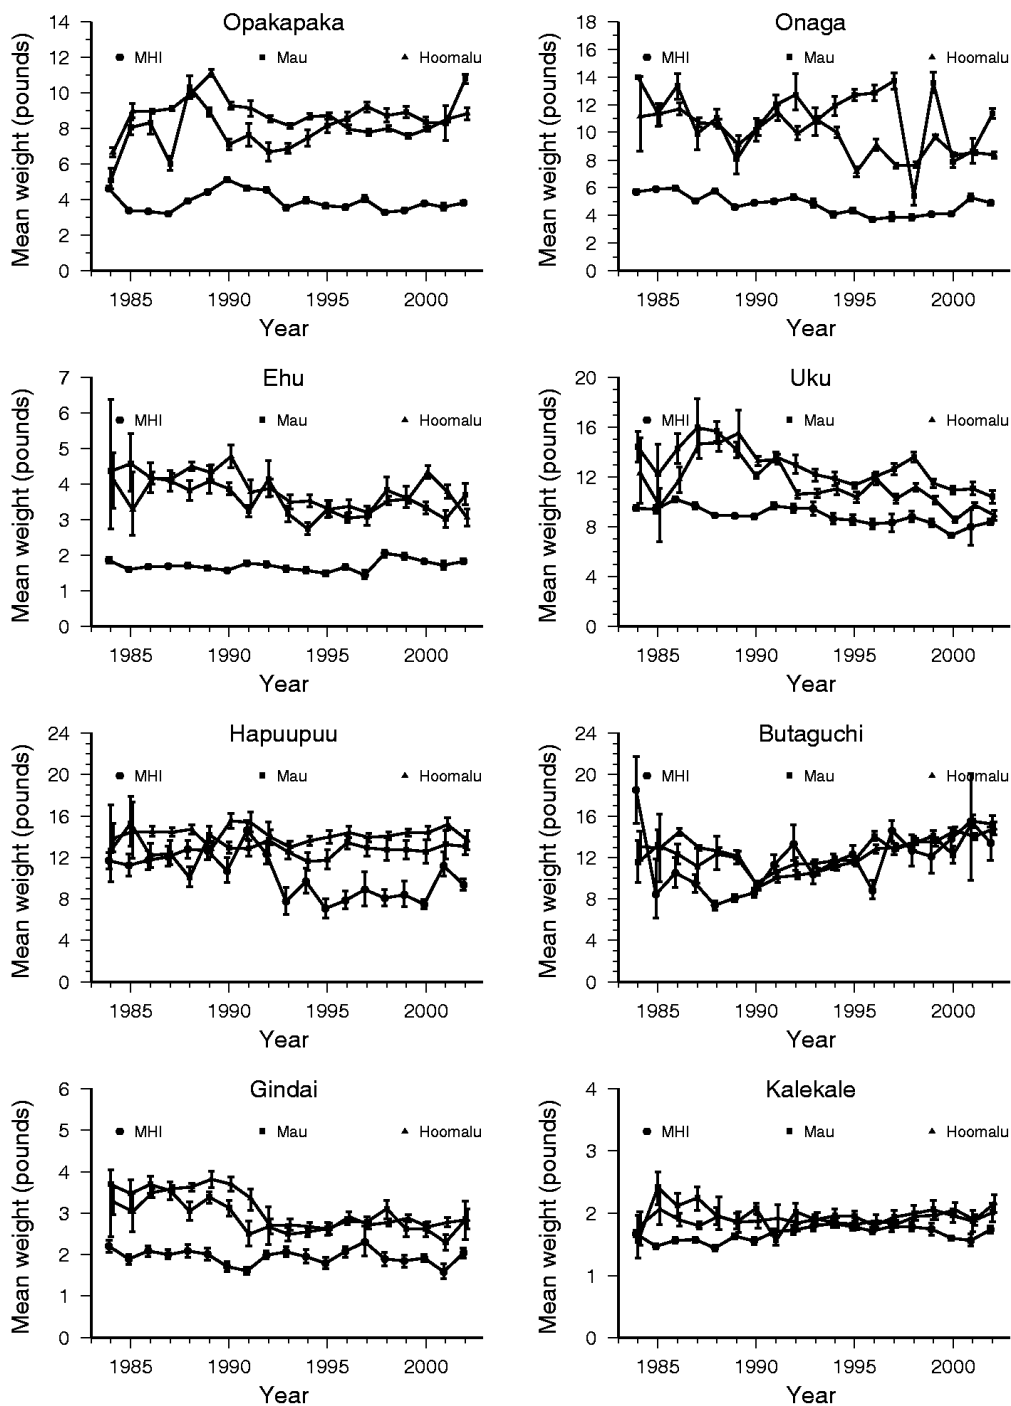 Opakapaka
Mean weight (pounds)
14
12
10
8
6
4
2
0
MHI Mau Hoomalu
1985 1990 1995 2000
Year
Onaga
Mean weight (pounds)
18
16
14
12
10
8
6
4
2
0
MHI Mau Hoomalu
1985 1990 1995 2000
Year
Ehu
Mean weight (pounds)
7
6
5
4
3
2
1
0
MHI Mau Hoomalu
1985 1990 1995 2000
Year
Uku
Mean weight (pounds)
20
16
12
8
4
0
MHI Mau Hoomalu
1985 1990 1995 2000
Year
Hapuupuu
Mean weight (pounds)
24
20
16
12
8
4
0
MHI Mau Hoomalu
1985 1990 1995 2000
Year
Butaguchi
Mean weight (pounds)
24
20
16
12
8
4
0
MHI Mau Hoomalu
1985 1990 1995 2000
Year
Gindai
Mean weight (pounds)
6
5
4
3
2
1
0
MHI Mau Hoomalu
1985 1990 1995 2000
Year
Kalekale
Mean weight (pounds)
4
3
2
1
0
MHI Mau Hoomalu
1985 1990 1995 2000
Year